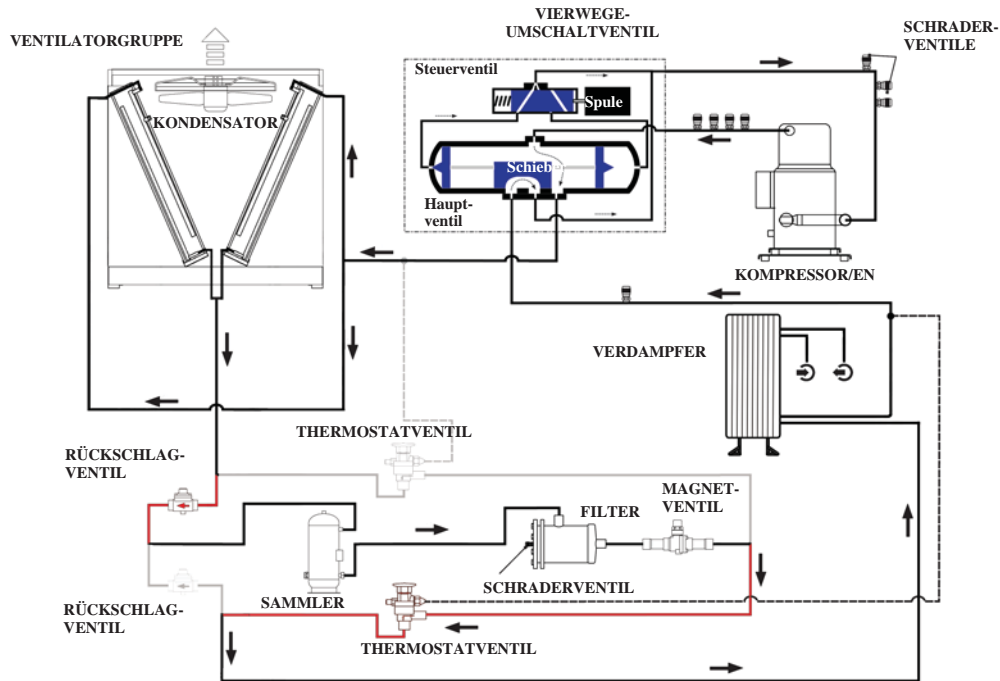 VENTILATORGRUPPE
VIERWEGE-
UMSCHALTVENTIL
SCHRADER-
VENTILE
Steuerventil
Spule
KONDENSATOR
Schieb
Haupt-
ventil
KOMPRESSOR/EN
VERDAMPFER
THERMOSTATVENTIL
RÜCKSCHLAG-
VENTIL
MAGNET-
VENTIL
FILTER
SCHRADERVENTIL
SAMMLER
RÜCKSCHLAG-
VENTIL
THERMOSTATVENTIL